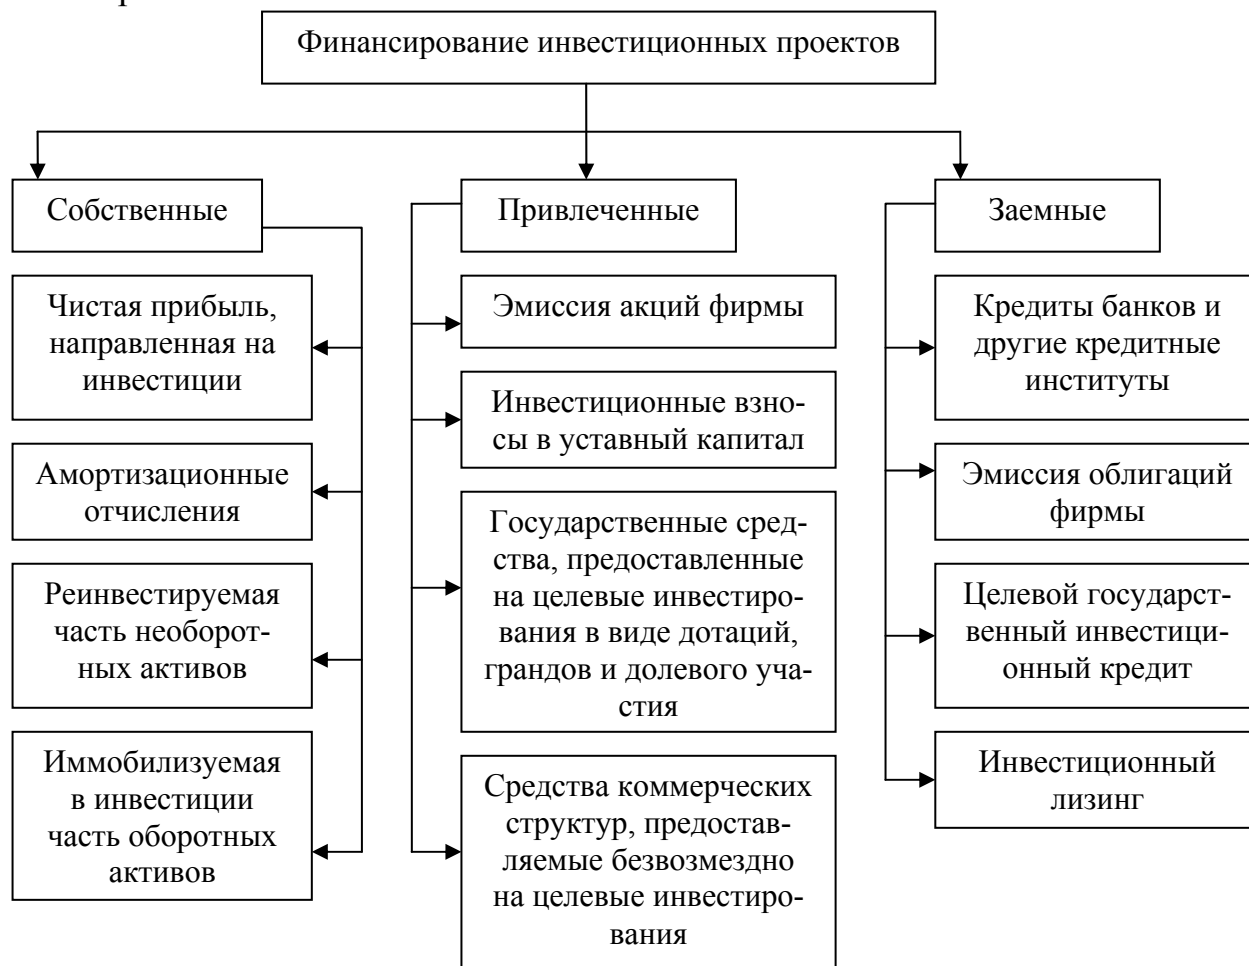 Финансирование инвестиционных проектов
Собственные
Привлеченные
Заемные
Чистая прибыль,
направленная на
инвестиции
Амортизационные
отчисления
Реинвестируемая
часть необорот-
ных активов
Иммобилизуемая
в инвестиции
часть оборотных
активов
Эмиссия акций фирмы
Инвестиционные взно-
сы в уставный капитал
Государственные сред-
ства, предоставленные
на целевые инвестиро-
вания в виде дотаций,
грандов и долевого уча-
стия
Средства коммерческих
структур, предостав-
ляемые безвозмездно
на целевые инвестиро-
вания
Кредиты банков и
другие кредитные
институты
Эмиссия облигаций
фирмы
Целевой государст-
венный инвестици-
онный кредит
Инвестиционный
лизинг